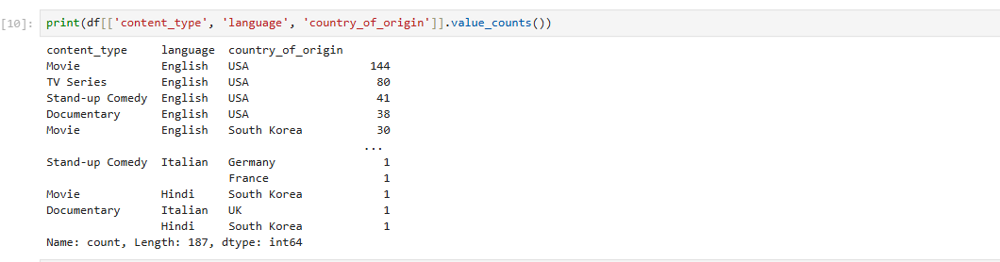 [10]: print(df[['content_type', 'language', 'country_of_origin']].value_counts())
content_type     language  country_of_origin
Movie            English   USA                  144
TV Series        English   USA                   80
Stand-up Comedy  English   USA                   41
Documentary      English   USA                   38
Movie            English   South Korea           30
                                               ...
Stand-up Comedy  Italian   Germany                1
                           France                 1
Movie            Hindi     South Korea            1
Documentary      Italian   UK                     1
                 Hindi     South Korea            1
Name: count, Length: 187, dtype: int64